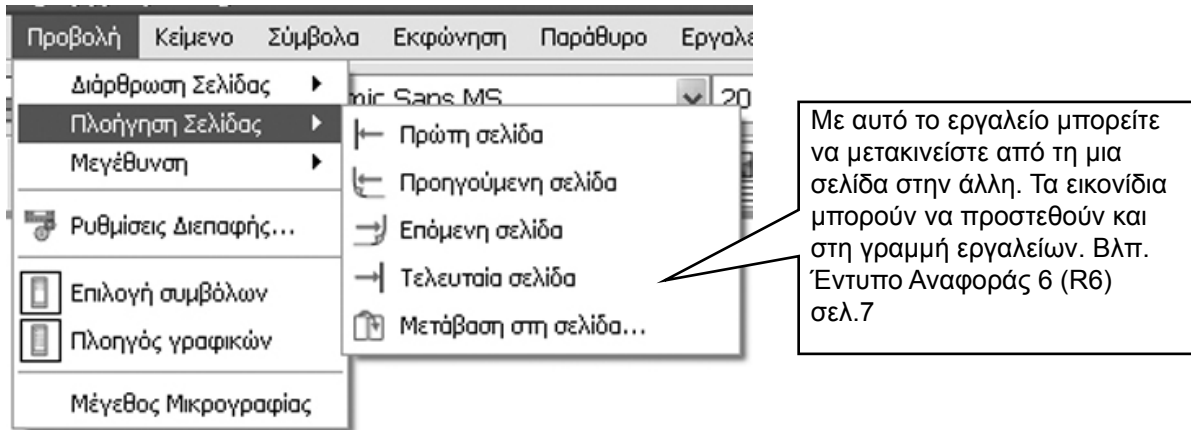 Προβολή Κείμενο Σύμβολα Εκφώνηση Παράθυρο
Διάρθρωση Σελίδας
Sans MS 20
Πλοήγηση Σελίδας
Μεγέθυνση
Ρυθμίσεις Διεπαφής...
Επιλογή συμβόλων
Πλοηγός γραφικών
Μέγεθος Μικρογραφίας
Πρώτη σελίδα
Προηγούμενη σελίδα
Επόμενη σελίδα
Τελευταία σελίδα
Μετάβαση στη σελίδα...
Με αυτό το εργαλείο μπορείτε
να μετακινείστε από τη μια
σελίδα στην άλλη. Τα εικονίδια
μπορούν να προστεθούν και
στη γραμμή εργαλείων. Βλπ.
Έντυπο Αναφοράς 6 (R6)
σελ.7